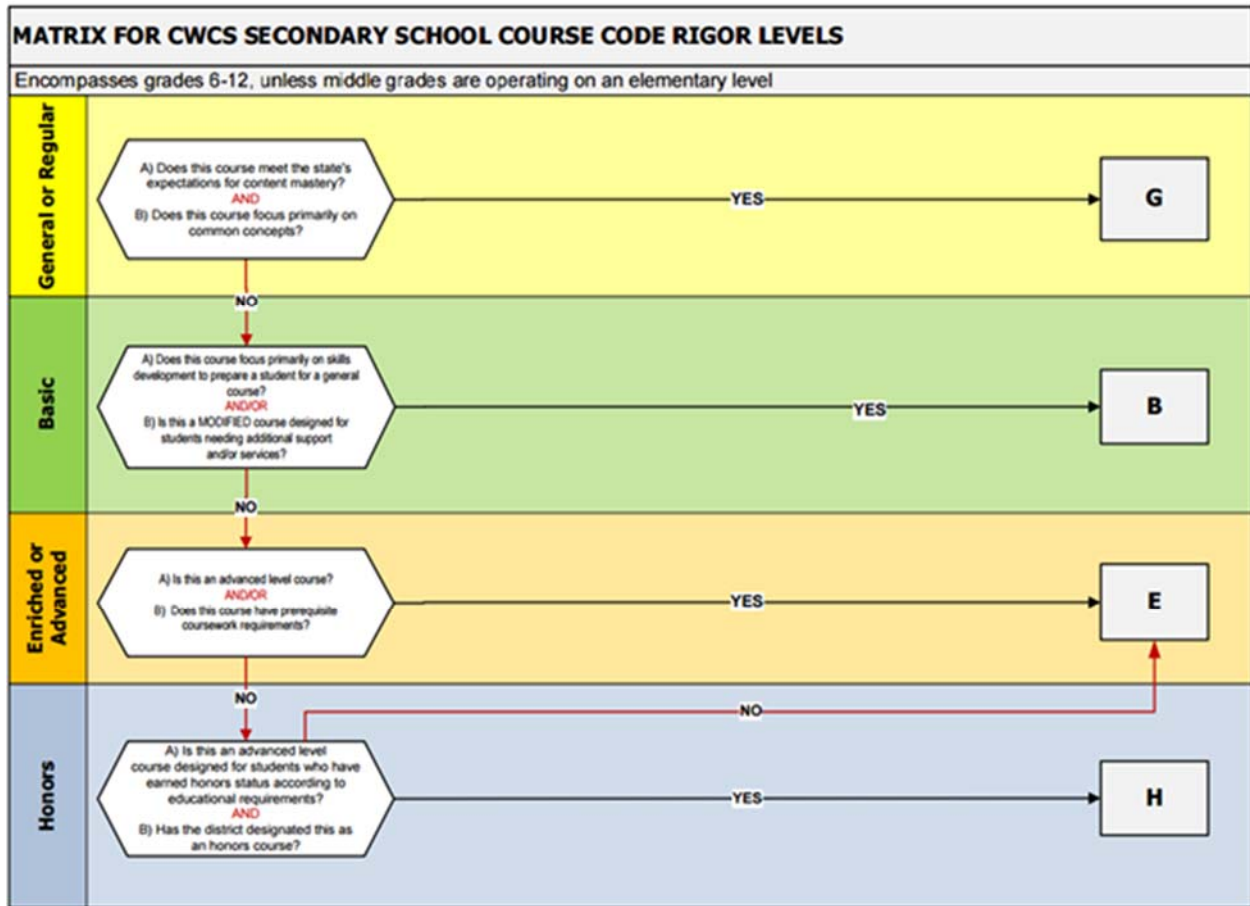 MATRIX FOR CWCS SECONDARY SCHOOL COURSE CODE RIGOR LEVELS
Encompasses grades 6-12, unless middle grades are operating on an elementary level
General or Regular
A) Does this course meet the state's
expectations for content mastery?
AND
B) Does this course focus primarily on
common concepts?
YES
G
NO
Basic
A) Does this course focus primarily on skills
development to prepare a student for a general
course?
AND/OR
B) Is this a MODIFIED course designed for
students needing additional support
and/or services?
YES
B
NO
Enriched or
Advanced
A) Is this an advanced level course?
AND/OR
B) Does this course have prerequisite
coursework requirements?
YES
E
NO
NO
Honors
A) Is this an advanced level
course designed for students who have
earned honors status according to
educational requirements?
AND
B) Has the district designated this as
an honors course?
YES
H